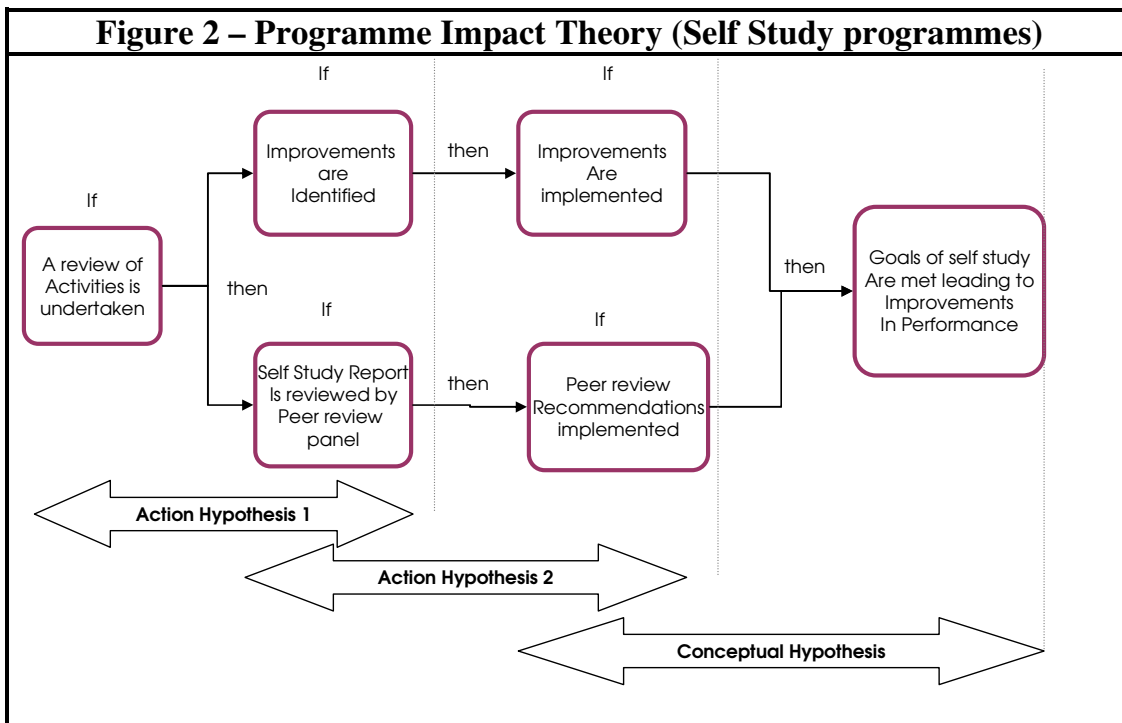 Figure 2 – Programme Impact Theory (Self Study programmes)
If
If
Improvements
are
Identified
then
Improvements
Are
implemented
If
A review of
Activities is
undertaken
then
then
Goals of self study
Are met leading to
Improvements
In Performance
If
If
Self Study Report
Is reviewed by
Peer review
panel
then
Peer review
Recommendations
implemented
Action Hypothesis 1
Action Hypothesis 2
Conceptual Hypothesis